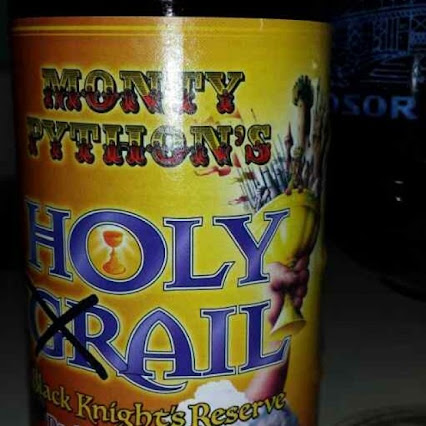 MONTY
PYTHON'S
HOLY
GRAIL
Black Knight's Reserve